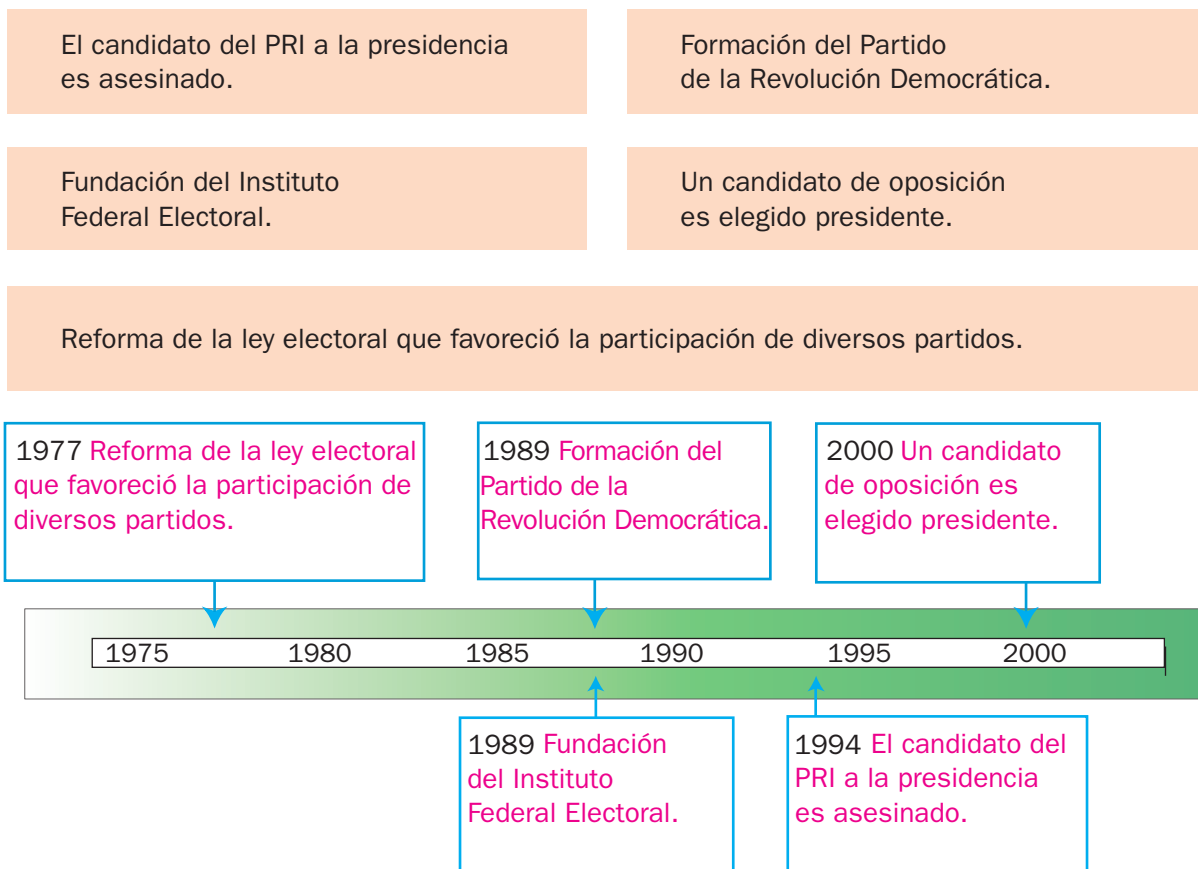 El candidato del PRI a la presidencia
es asesinado.
Formación del Partido
de la Revolución Democrática.
Fundación del Instituto
Federal Electoral.
Un candidato de oposición
es elegido presidente.
Reforma de la ley electoral que favoreció la participación de diversos partidos.
1977 Reforma de la ley electoral
que favoreció la participación de
diversos partidos.
1989 Formación del
Partido de la
Revolución Democrática.
2000 Un candidato
de oposición es
elegido presidente.
1975 1980 1985 1990 1995 2000
1989 Fundación
del Instituto
Federal Electoral.
1994 El candidato del
PRI a la presidencia
es asesinado.